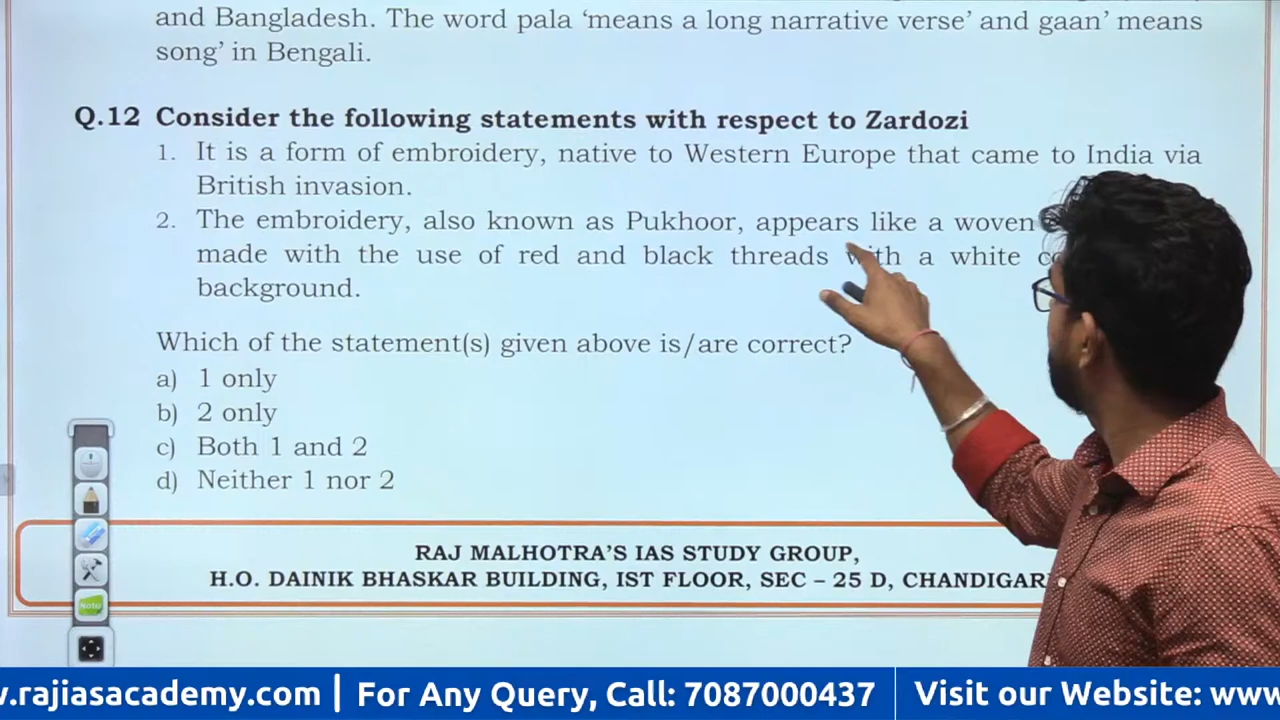 and Bangladesh. The word pala ‘means a long narrative verse’ and gaan’ means
song’ in Bengali.
Q.12 Consider the following statements with respect to Zardozi
1. It is a form of embroidery, native to Western Europe that came to India via
British invasion.
2. The embroidery, also known as Pukhoor, appears like a woven
made with the use of red and black threads with a white
background.
Which of the statement(s) given above is/are correct?
a) 1 only
b) 2 only
c) Both 1 and 2
d) Neither 1 nor 2
Note
RAJ MALHOTRA’S IAS STUDY GROUP,
H.O. DAINIK BHASKAR BUILDING, IST FLOOR, SEC – 25 D, CHANDIGAR
w.rajiasacademy.com | For Any Query, Call: 7087000437 Visit our Website: www